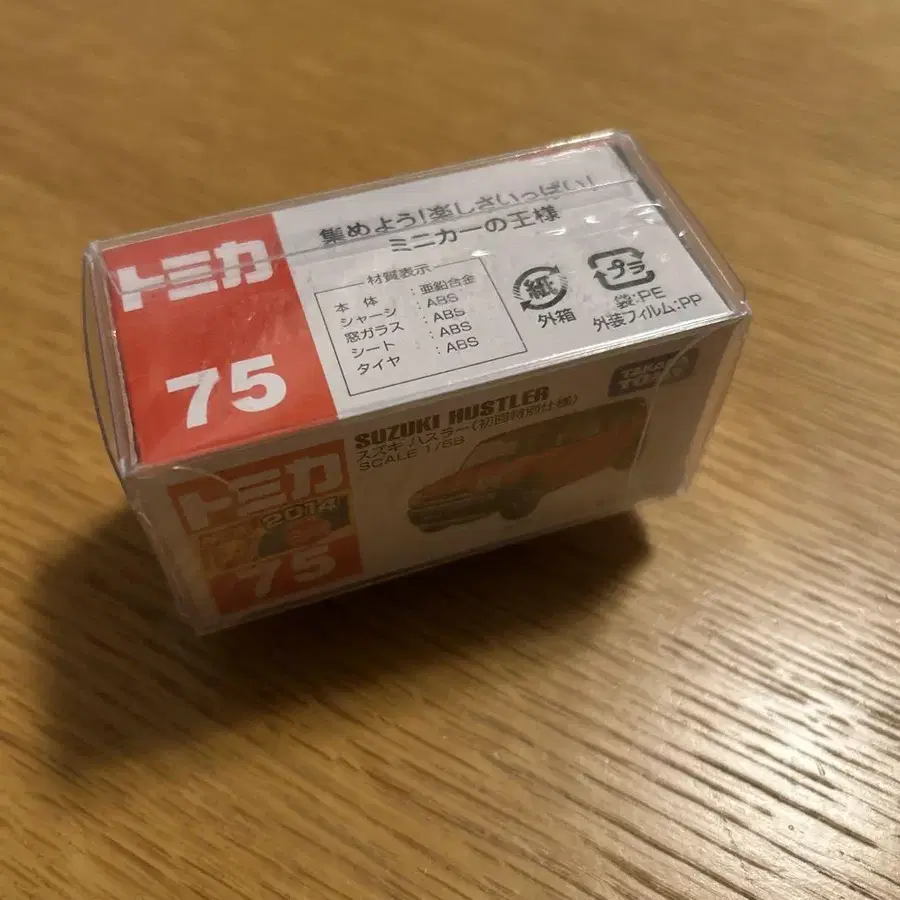 トミカ
75
集めよう!楽しさいっぱい!
ミニカーの王様
材質表示
本体 : 亜鉛合金
シャーシ : ABS
窓ガラス : ABS
シート : ABS
タイヤ : ABS
紙
外箱
プラ
袋:PE
外装フィルム:PP
SUZUKI HUSTLER
スズキ ハスラー(初回特別仕様)
SCALE 1/58
トミカ
2014
75
TAKARA
TOMY